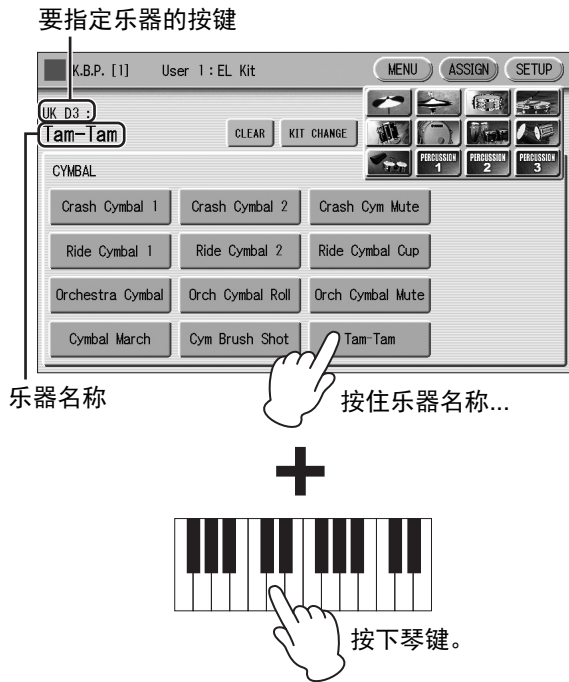 要指定乐器的按键
K.B.P. [1] User 1:EL Kit MENU ASSIGN SETUP
UK D3 :
Tam-Tam CLEAR KIT CHANGE
PERCUSSION 1 PERCUSSION 2 PERCUSSION 3
CYMBAL
Crash Cymbal 1 Crash Cymbal 2 Crash Cym Mute
Ride Cymbal 1 Ride Cymbal 2 Ride Cymbal Cup
Orchestra Cymbal Orch Cymbal Roll Orch Cymbal Mute
Cymbal March Cym Brush Shot Tam-Tam
乐器名称
按住乐器名称...
按下琴键。